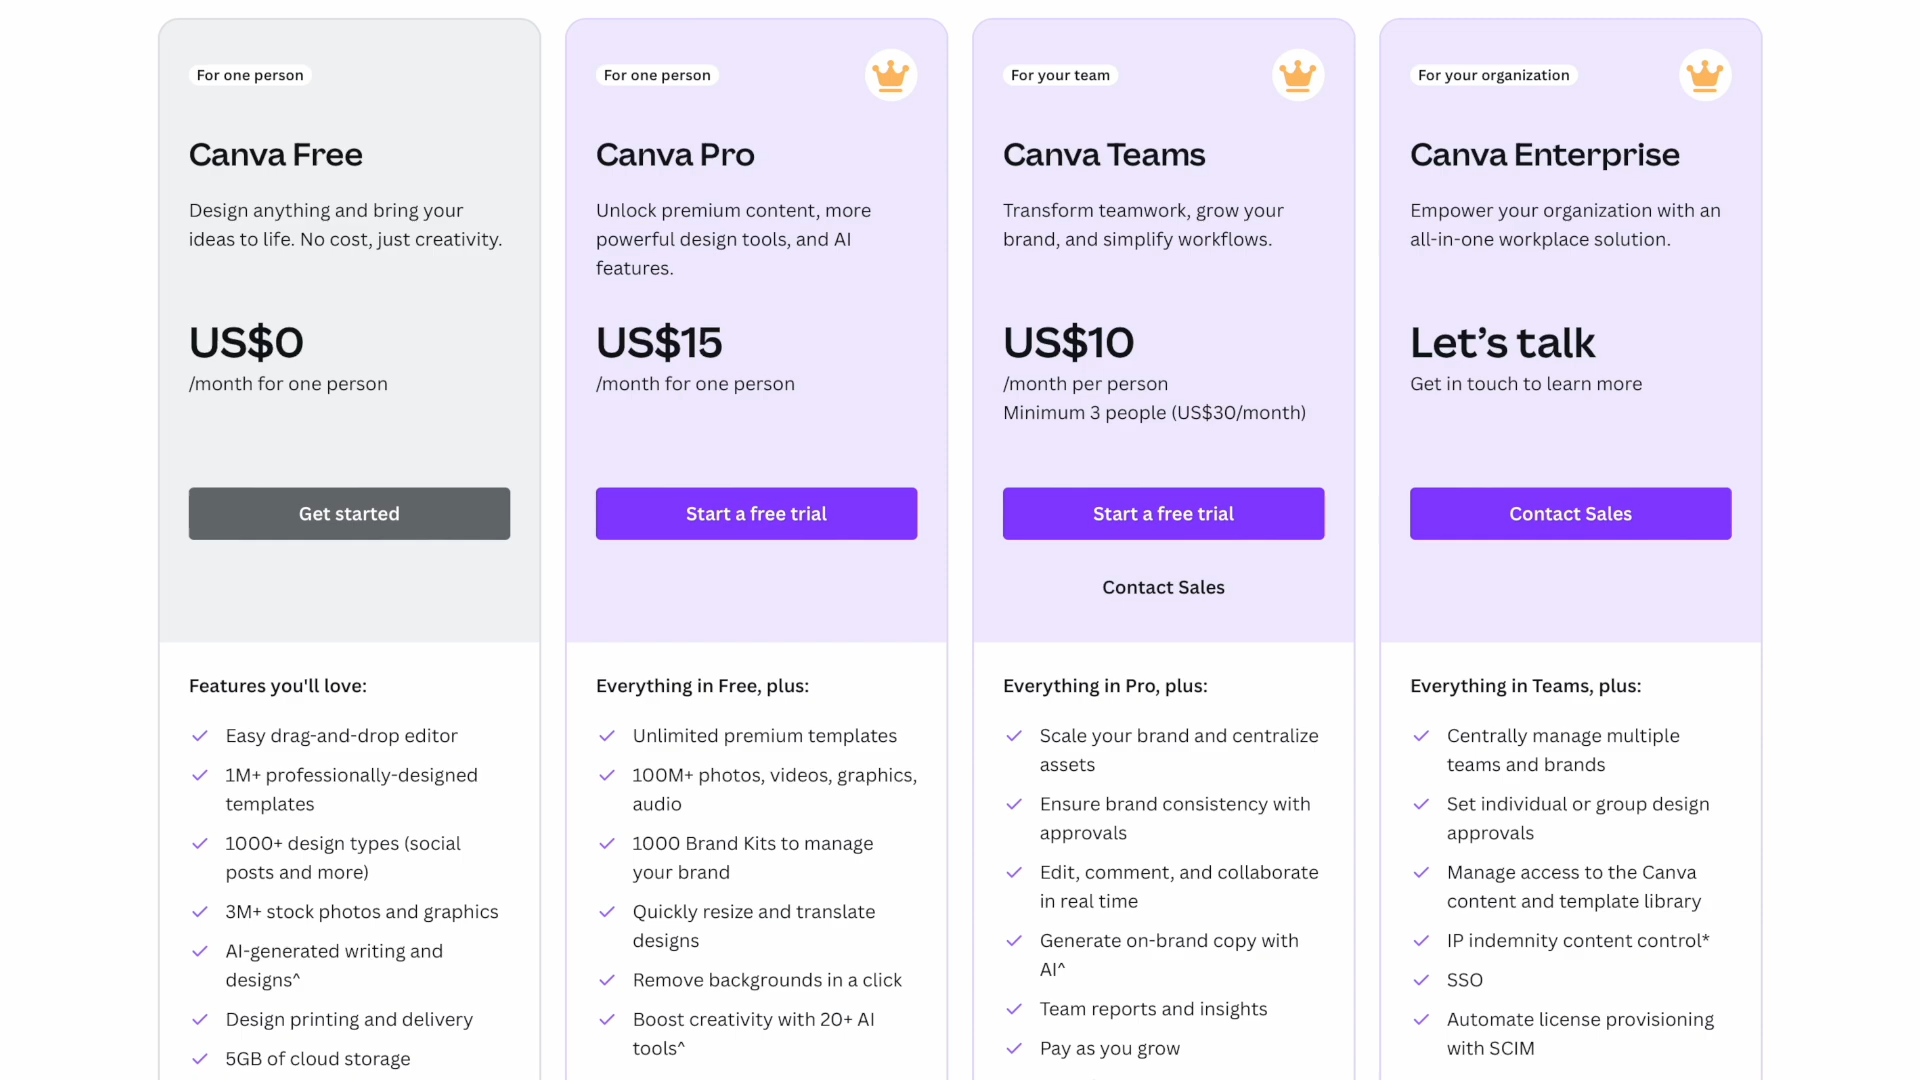 For one person
Canva Free
Design anything and bring your
ideas to life. No cost, just creativity.
US$0
/month for one person
Get started
Features you'll love:
Easy drag-and-drop editor
1M+ professionally-designed
templates
1000+ design types (social
posts and more)
3M+ stock photos and graphics
AI-generated writing and
designs^
Design printing and delivery
5GB of cloud storage
For one person
Canva Pro
Unlock premium content, more
powerful design tools, and AI
features.
US$15
/month for one person
Start a free trial
Everything in Free, plus:
Unlimited premium templates
100M+ photos, videos, graphics,
audio
1000 Brand Kits to manage
your brand
Quickly resize and translate
designs
Remove backgrounds in a click
Boost creativity with 20+ AI
tools^
For your team
Canva Teams
Transform teamwork, grow your
brand, and simplify workflows.
US$10
/month per person
Minimum 3 people (US$30/month)
Start a free trial
Contact Sales
Everything in Pro, plus:
Scale your brand and centralize
assets
Ensure brand consistency with
approvals
Edit, comment, and collaborate
in real time
Generate on-brand copy with
AI^
Team reports and insights
Pay as you grow
For your organization
Canva Enterprise
Empower your organization with an
all-in-one workplace solution.
Let’s talk
Get in touch to learn more
Contact Sales
Everything in Teams, plus:
Centrally manage multiple
teams and brands
Set individual or group design
approvals
Manage access to the Canva
content and template library
IP indemnity content control*
SSO
Automate license provisioning
with SCIM